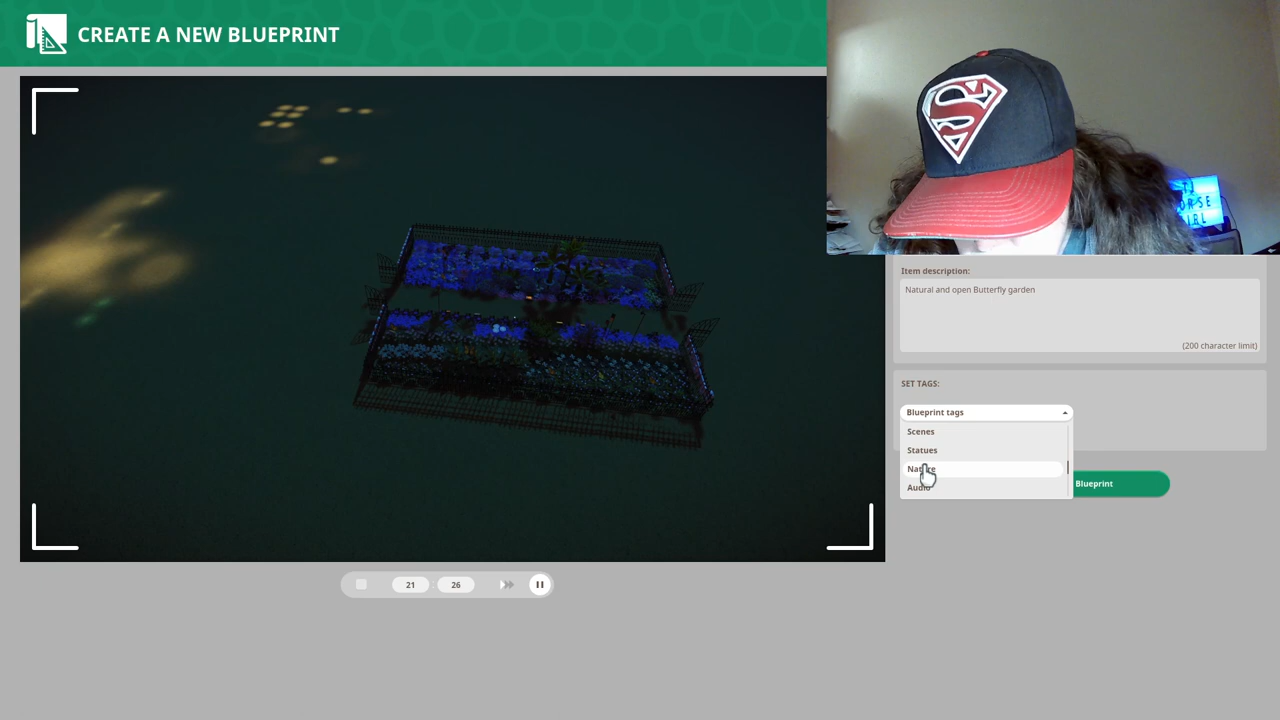 CREATE A NEW BLUEPRINT
Item description:
Natural and open Butterfly garden
(200 character limit)
SET TAGS:
Blueprint tags
Scenes
Statues
Nature
Audio
Blueprint
21 : 26